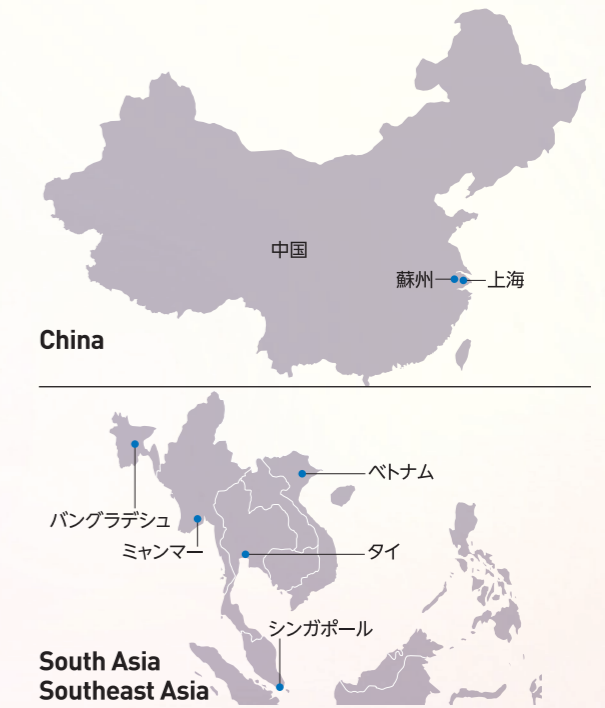 中国
蘇州
上海
China
ベトナム
バングラデシュ
ミャンマー
タイ
シンガポール
South Asia
Southeast Asia